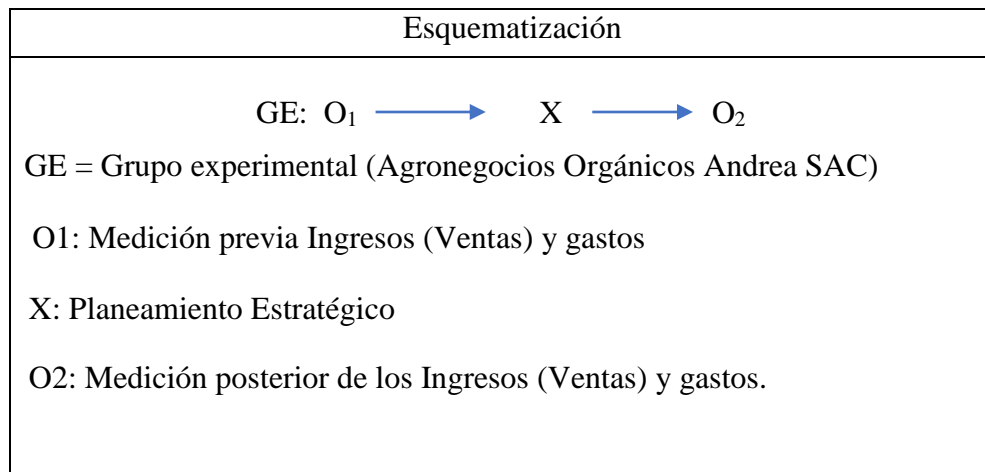 Esquematización
GE: O₁ X O₂
GE = Grupo experimental (Agronegocios Orgánicos Andrea SAC)
O1: Medición previa Ingresos (Ventas) y gastos
X: Planeamiento Estratégico
O2: Medición posterior de los Ingresos (Ventas) y gastos.